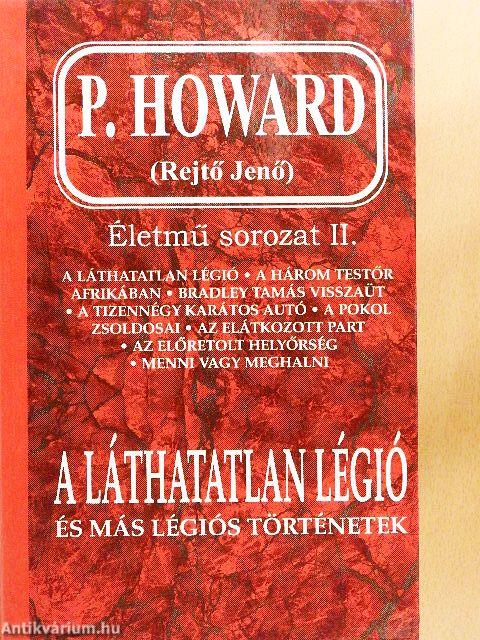 P. HOWARD
(Rejtő Jenő)
Életmű sorozat II.
A LÁTHATATLAN LÉGIÓ • A HÁROM TESTŐR
AFRIKÁBAN • BRADLEY TAMÁS VISSZAÜT
• A TIZENNÉGY KARÁTOS AUTÓ • A POKOL
ZSOLDOSAI • AZ ELÁTKOZOTT PART
• AZ ELŐRETOLT HELYŐRSÉG
• MENNI VAGY MEGHALNI
A LÁTHATATLAN LÉGIÓ
ÉS MÁS LÉGIÓS TÖRTÉNETEK
Antikvárium.hu